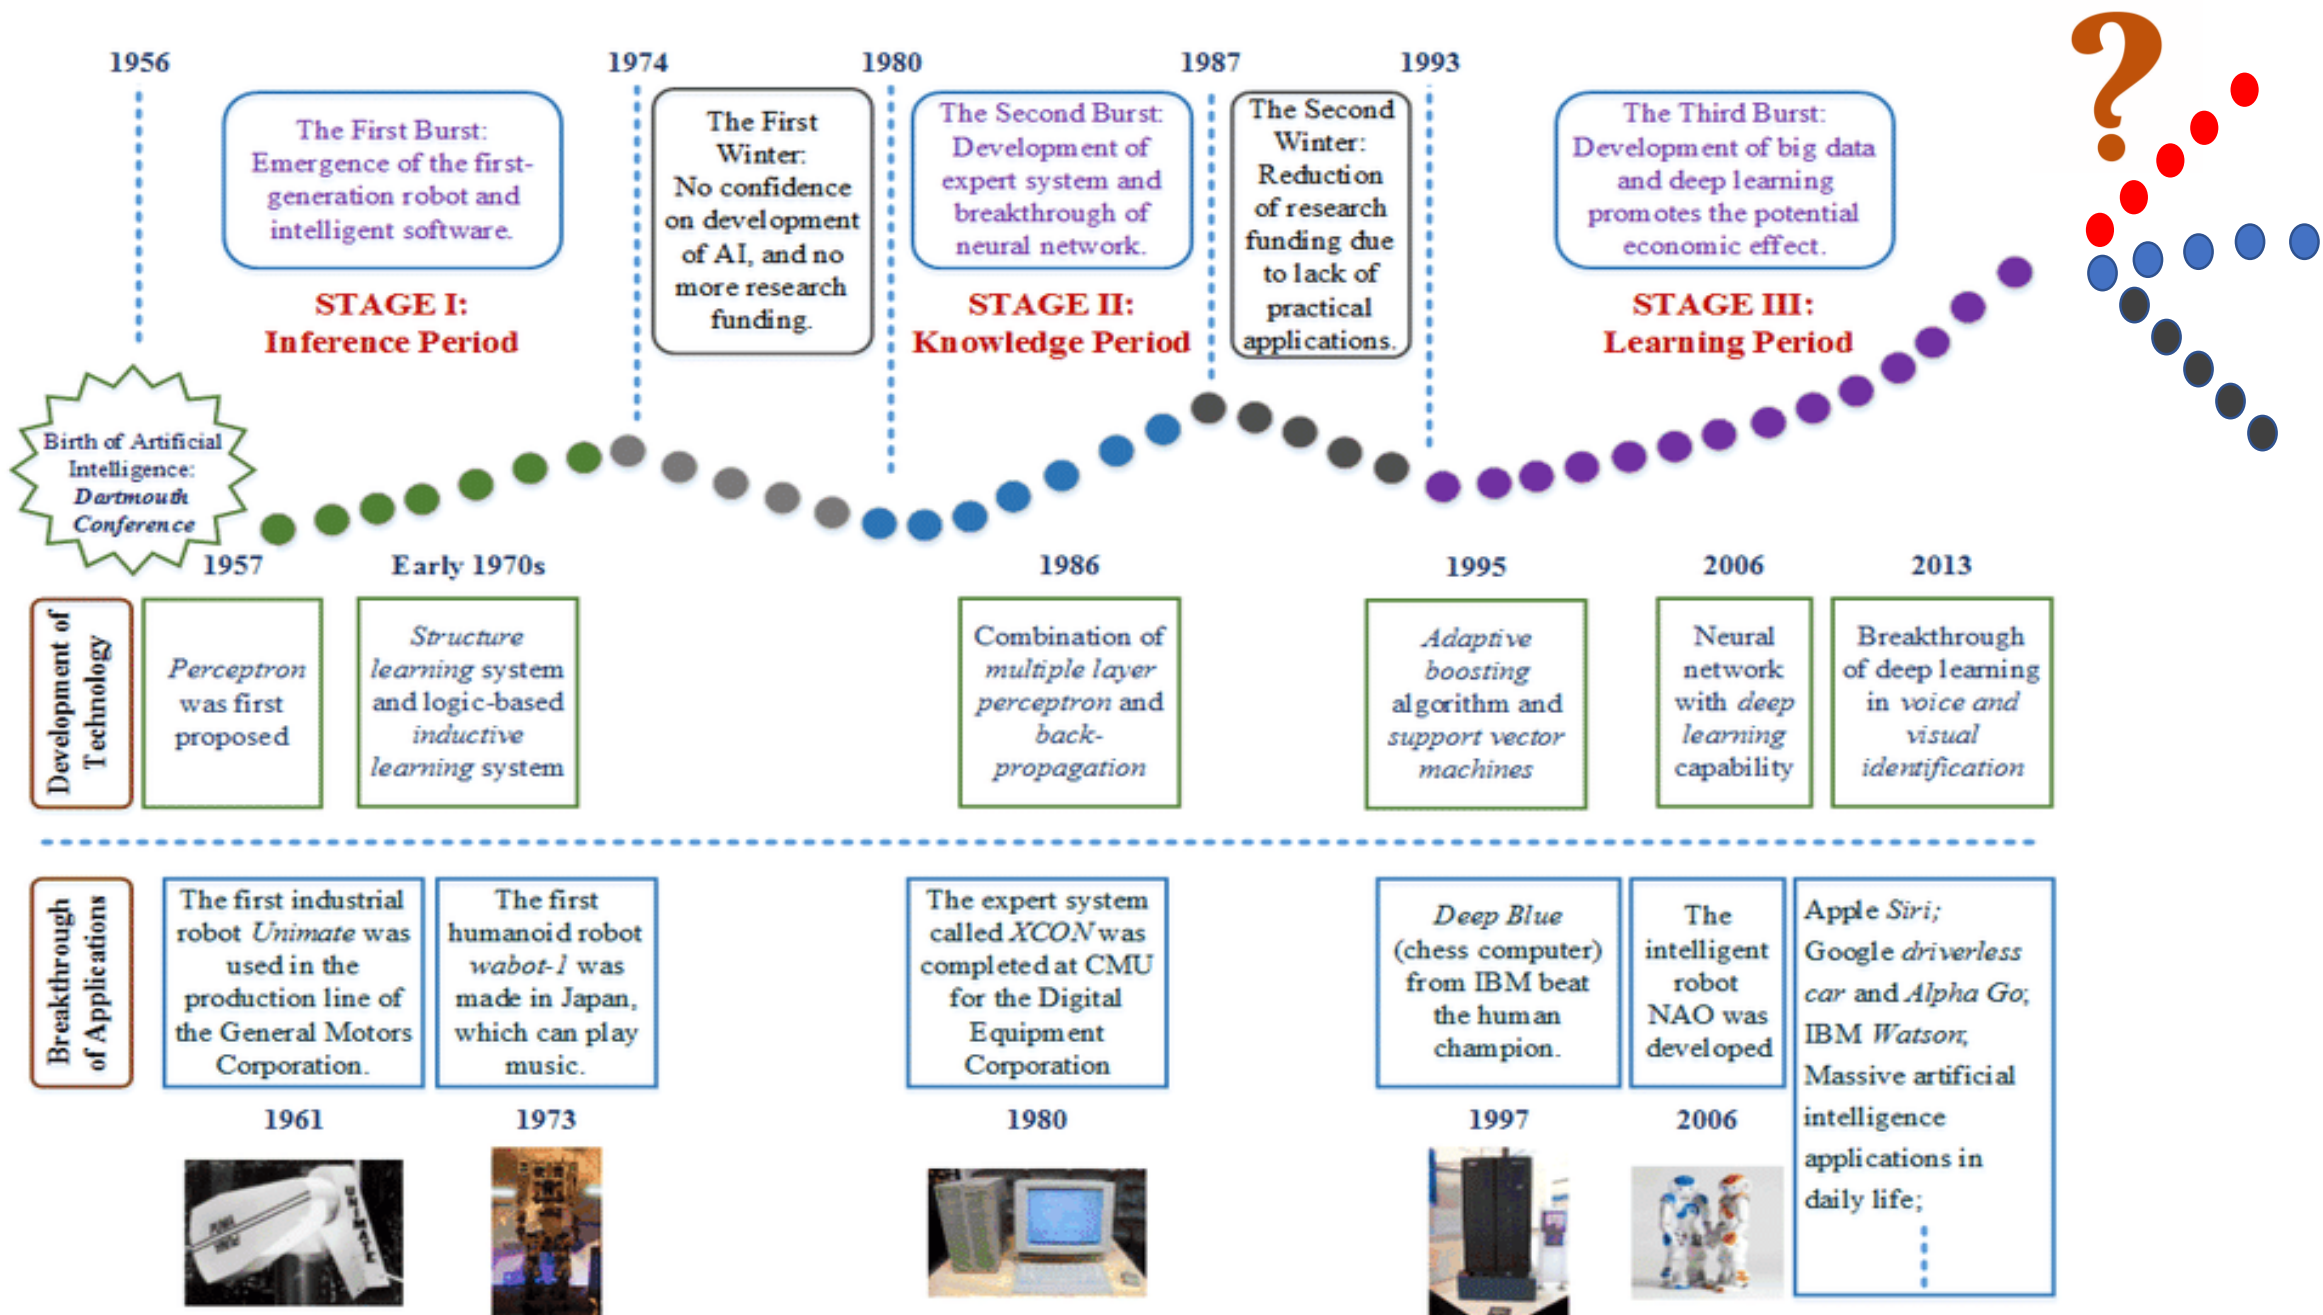 1956
1974
1980
1987
1993
?
The First Burst:
Emergence of the first-
generation robot and
intelligent software.
The First
Winter:
No confidence
on development
of AI, and no
more research
funding.
The Second Burst:
Development of
expert system and
breakthrough of
neural network.
The Second
Winter:
Reduction
of research
funding due
to lack of
practical
applications.
The Third Burst:
Development of big data
and deep learning
promotes the potential
economic effect.
STAGE I:
Inference Period
STAGE II:
Knowledge Period
STAGE III:
Learning Period
Birth of Artificial
Intelligence:
Dartmouth
Conference
1957
Early 1970s
1986
1995
2006
2013
Development of
Technology
Perceptron
was first
proposed
Structure
learning system
and logic-based
inductive
learning system
Combination of
multiple layer
perceptron and
back-
propagation
Adaptive
boosting
algorithm and
support vector
machines
Neural
network
with deep
learning
capability
Breakthrough
of deep learning
in voice and
visual
identification
Breakthrough
of Applications
The first industrial
robot Unimate was
used in the
production line of
the General Motors
Corporation.
The first
humanoid robot
wabot-1 was
made in Japan,
which can play
music.
The expert system
called XCON was
completed at CMU
for the Digital
Equipment
Corporation
Deep Blue
(chess computer)
from IBM beat
the human
champion.
The
intelligent
robot
NAO was
developed
Apple Siri;
Google driverless
car and Alpha Go;
IBM Watson;
Massive artificial
intelligence
applications in
daily life;
1961
1973
1980
1997
2006
UNIMATE